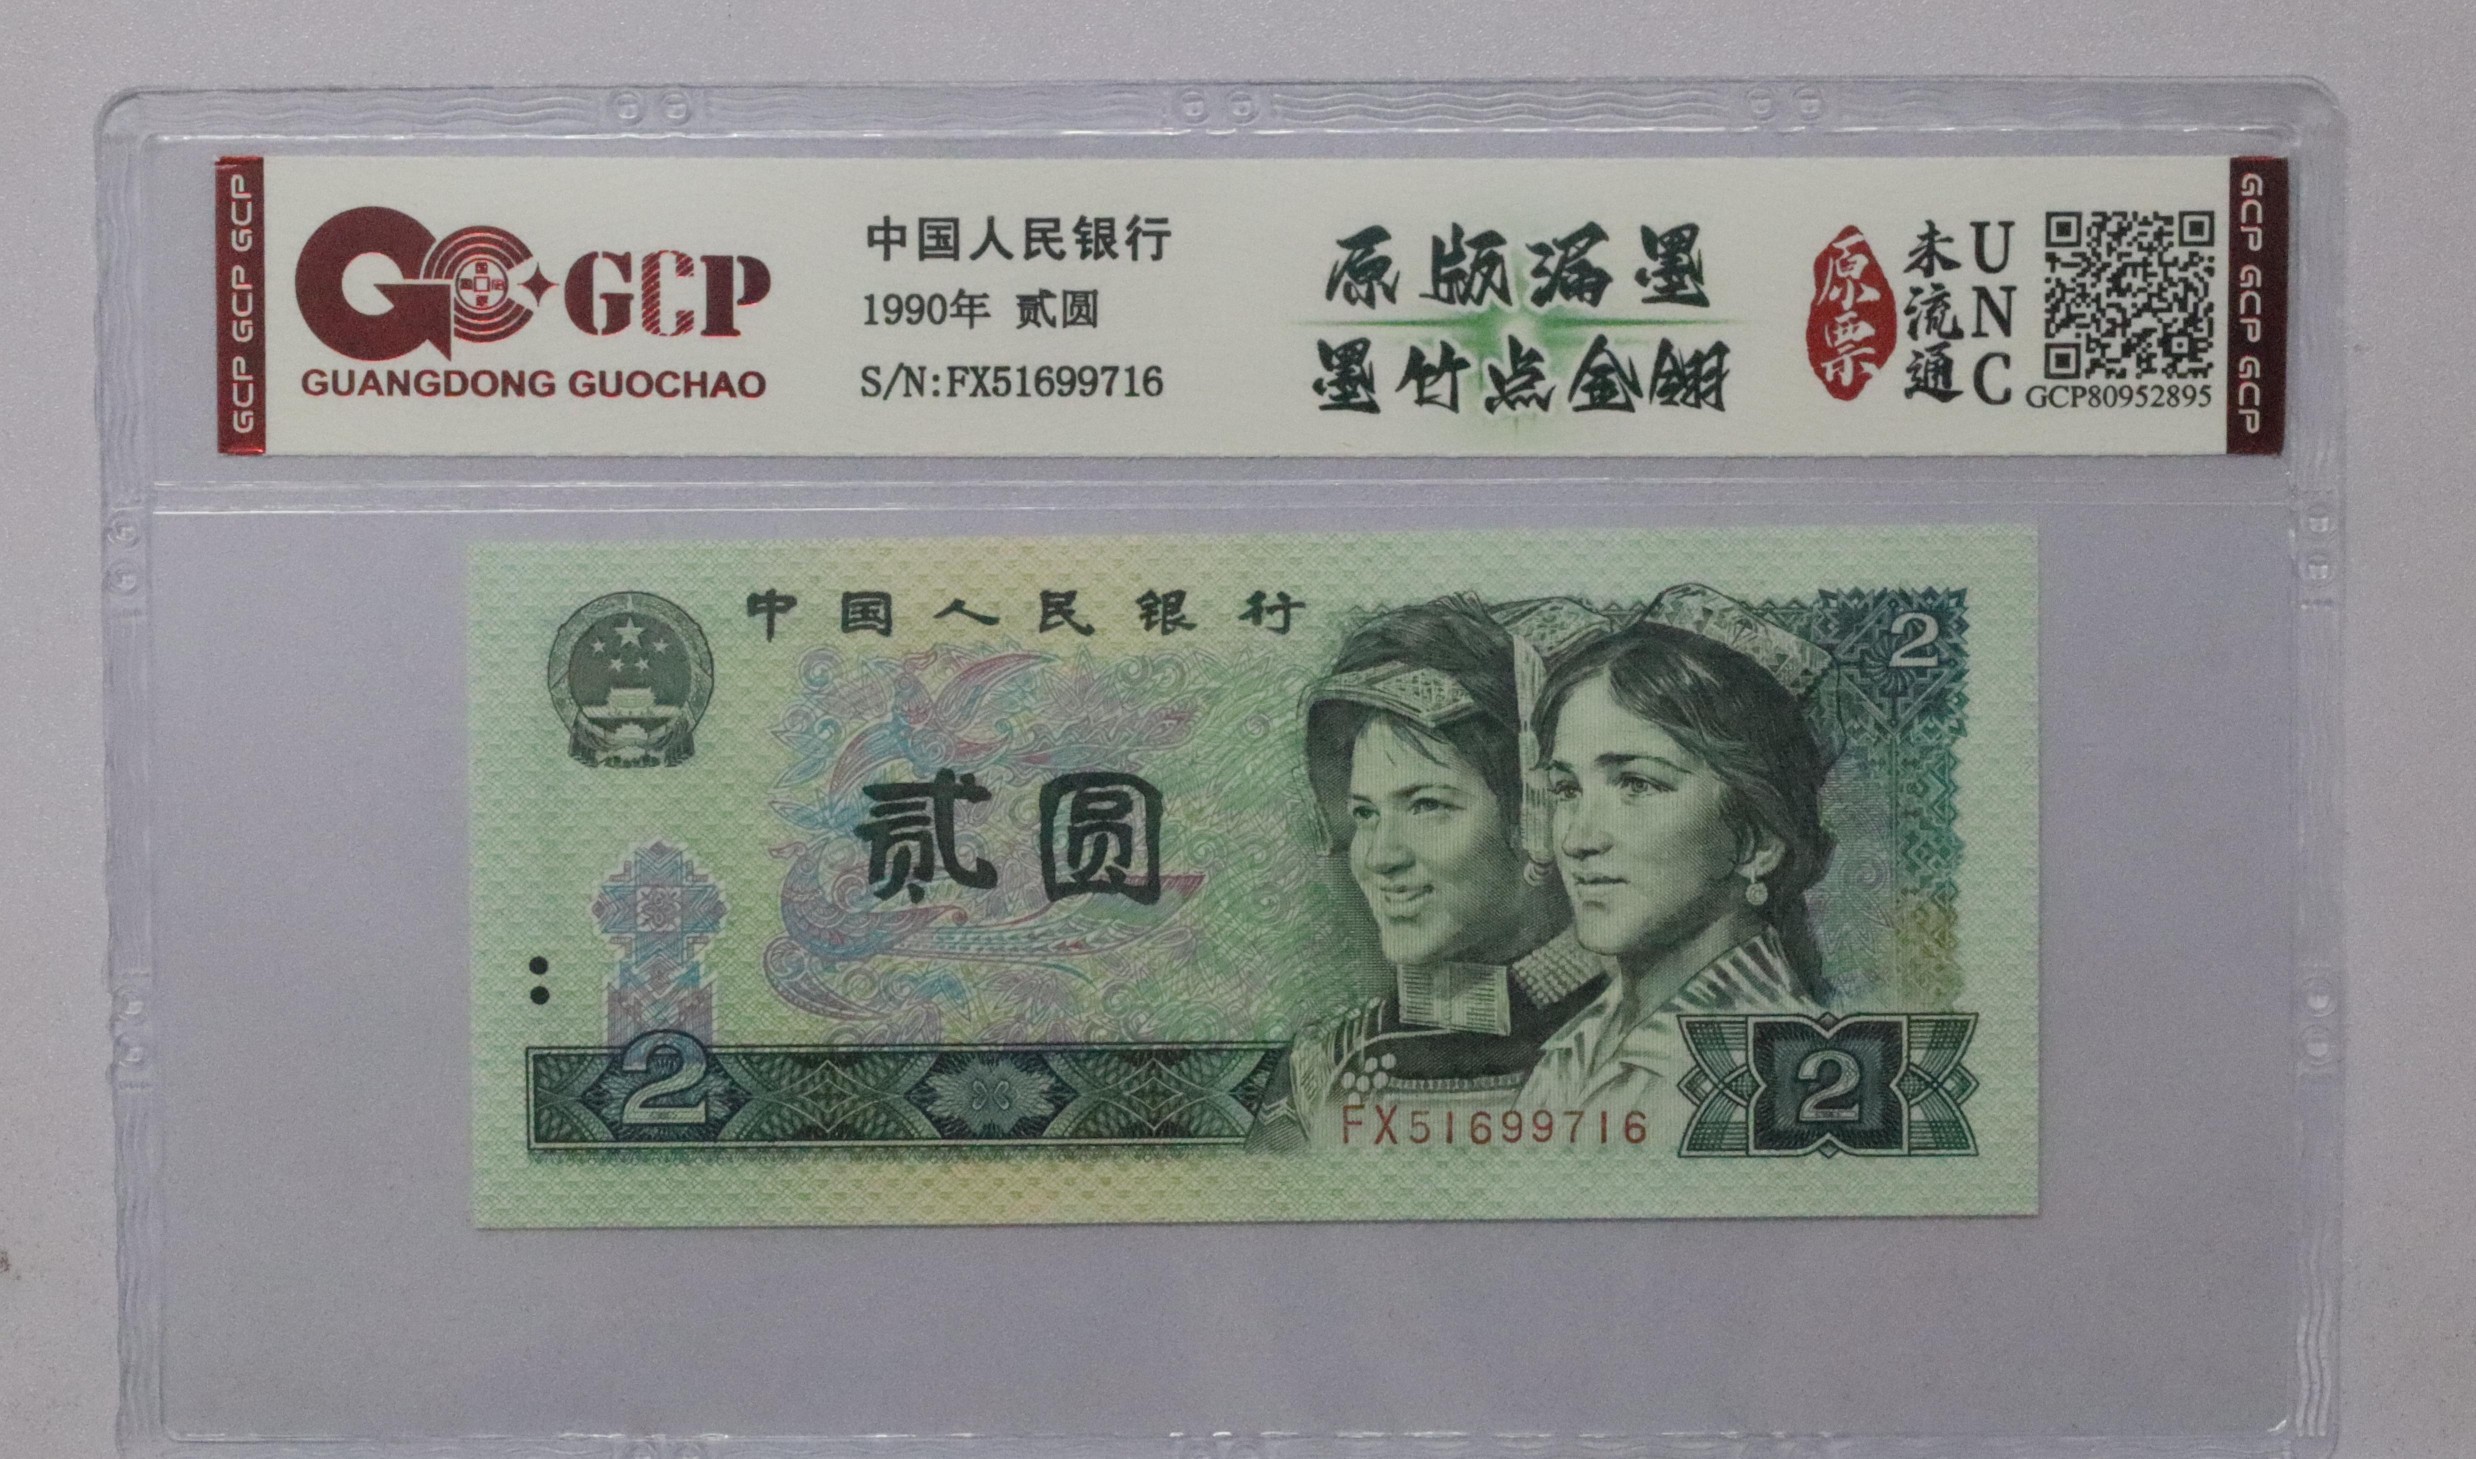 GCP GCP GCP
GCP
GUANGDONG GUOCHAO
中国人民银行
1990年 贰圆
S/N:FX51699716
原版漏墨
墨竹点金翅
原票
未流通
UNC
GCP80952895
GCP GCP GCP
中国人民银行
2
贰圆
2
FX51699716
2